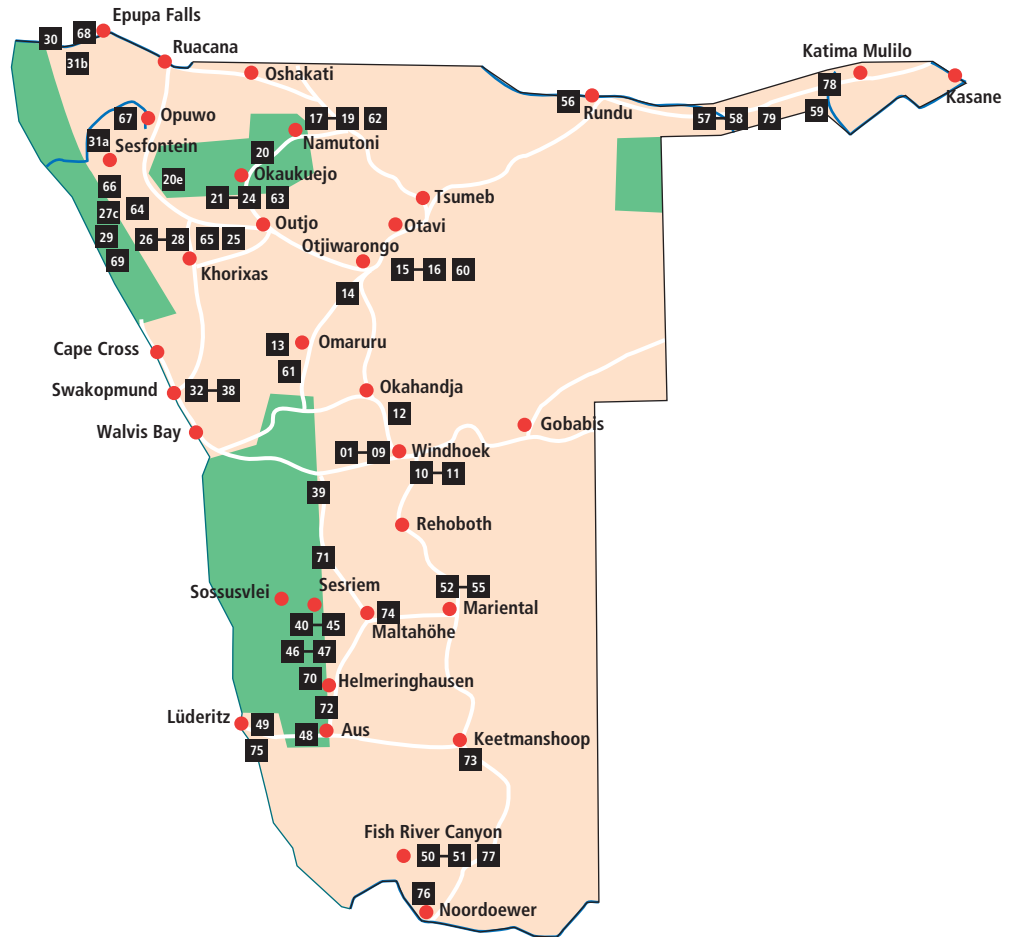 Epupa Falls
30
68
31b
Ruacana
Oshakati
Katima Mulilo
78
Kasane
56
Rundu
57 58 79
59
67
Opuwo
17 19 62
Namutoni
31a
Sesfontein
20
20e
Okaukuejo
66
21 24 63
Tsumeb
27c
64
29
26 28 65 25
Outjo
Otavi
Otjiwarongo
69
Khorixas
15 16 60
14
Cape Cross
13
Omaruru
61
Swakopmund
32 38
Okahandja
12
Walvis Bay
Gobabis
01 09
Windhoek
10 11
39
Rehoboth
71
Sossusvlei
Sesriem
52 55
Mariental
74
Maltahöhe
40 45
46 47
70
Helmeringhausen
72
Lüderitz
49
48
Aus
75
Keetmanshoop
73
Fish River Canyon
50 51 77
76
Noordoewer